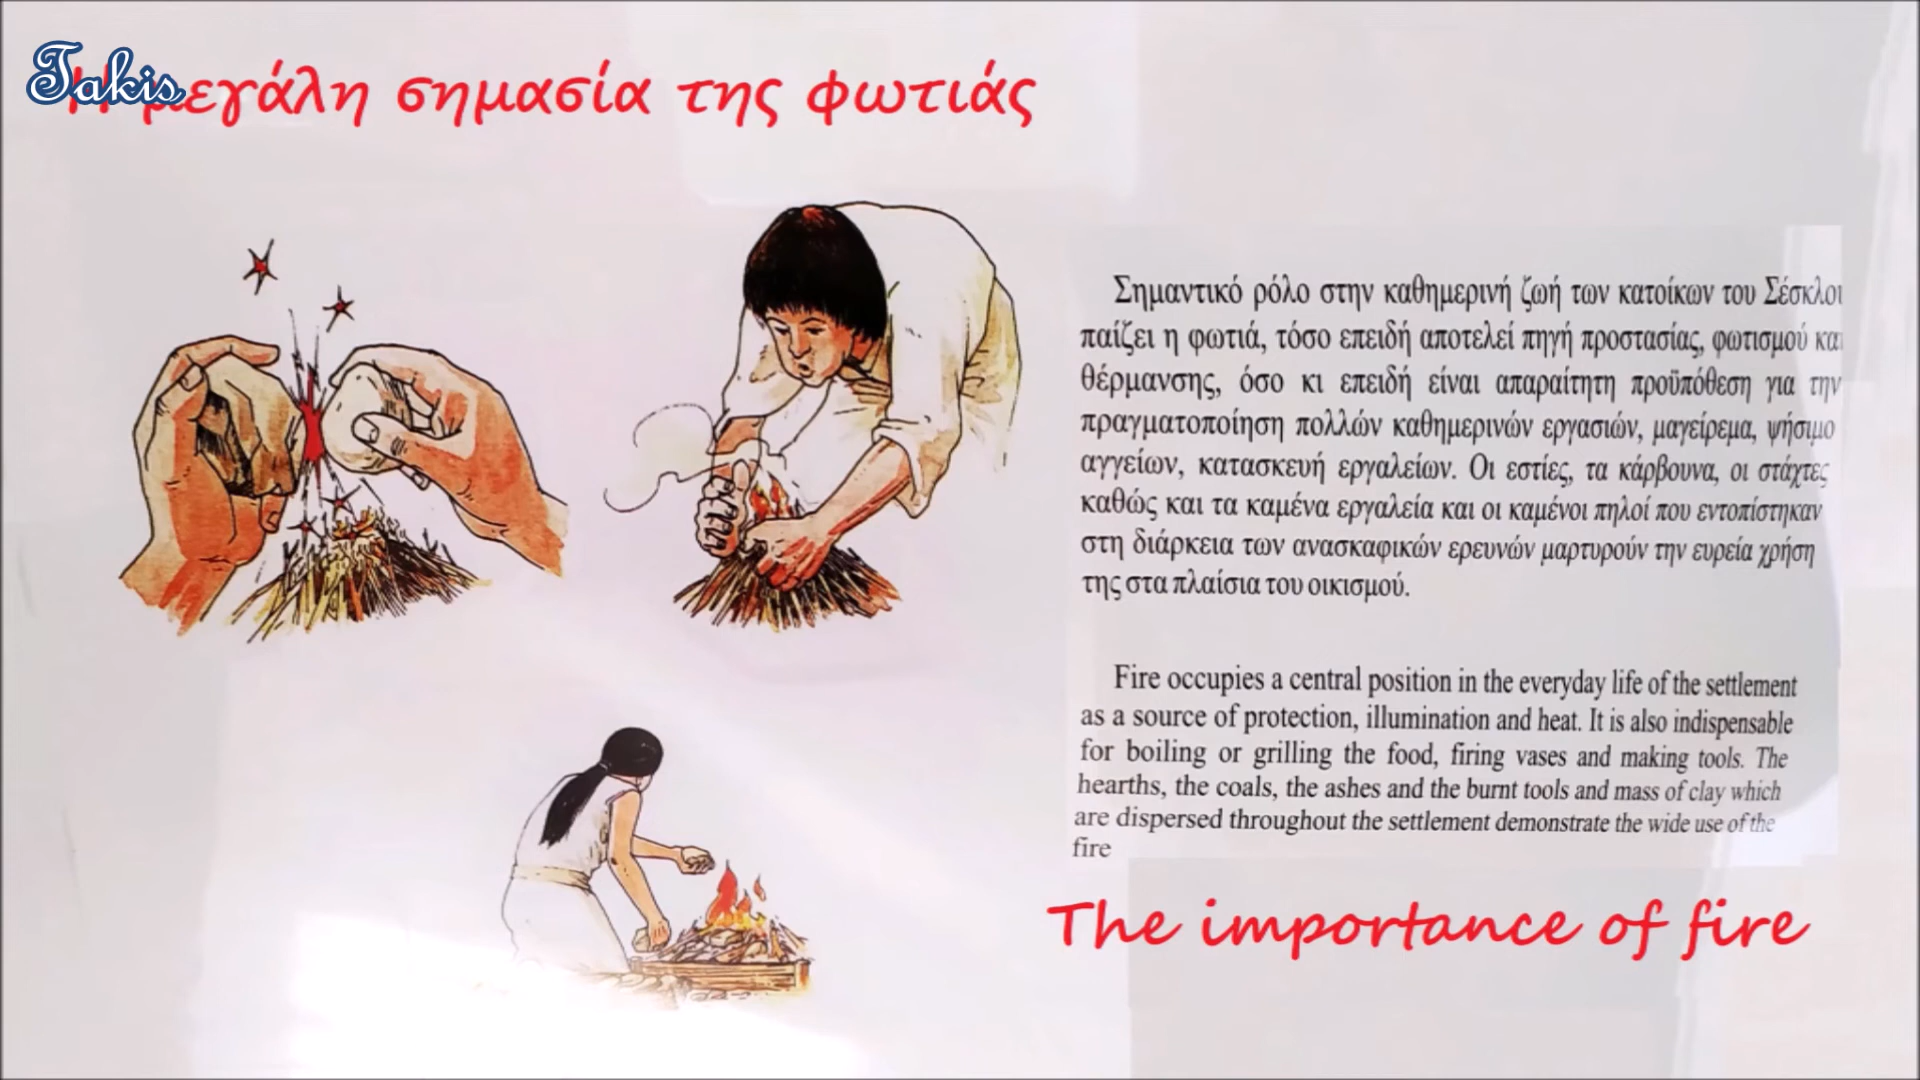 Takis
Η μεγάλη σημασία της φωτιάς
Σημαντικό ρόλο στην καθημερινή ζωή των κατοίκων του Σέσκλου
παίζει η φωτιά, τόσο επειδή αποτελεί πηγή προστασίας, φωτισμού και
θέρμανσης, όσο κι επειδή είναι απαραίτητη προϋπόθεση για την
πραγματοποίηση πολλών καθημερινών εργασιών, μαγείρεμα, ψήσιμο
αγγείων, κατασκευή εργαλείων. Οι εστίες, τα κάρβουνα, οι στάχτες
καθώς και τα καμένα εργαλεία και οι καμένοι πηλοί που εντοπίστηκαν
στη διάρκεια των ανασκαφικών ερευνών μαρτυρούν την ευρεία χρήση
της στα πλαίσια του οικισμού.
Fire occupies a central position in the everyday life of the settlement
as a source of protection, illumination and heat. It is also indispensable
for boiling or grilling the food, firing vases and making tools. The
hearths, the coals, the ashes and the burnt tools and mass of clay which
are dispersed throughout the settlement demonstrate the wide use of the
fire
The importance of fire